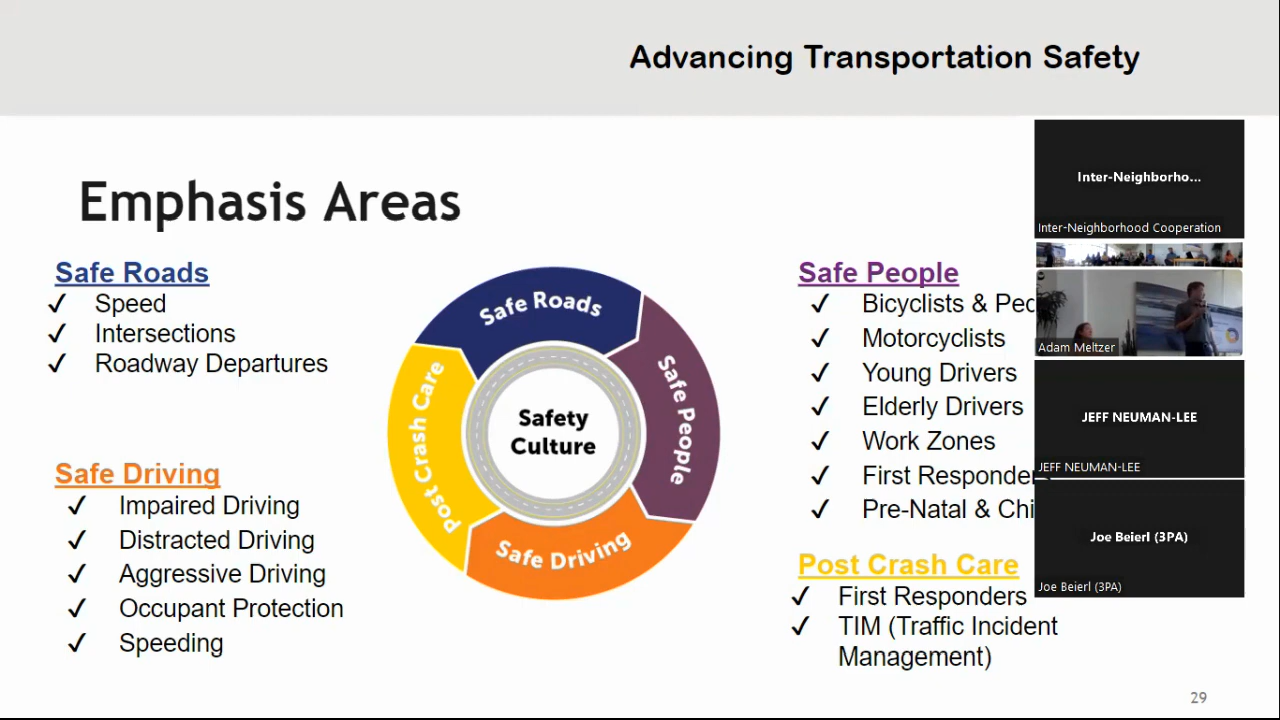 Advancing Transportation Safety
Emphasis Areas
Safe Roads
✓ Speed
✓ Intersections
✓ Roadway Departures
Safe Driving
✓ Impaired Driving
✓ Distracted Driving
✓ Aggressive Driving
✓ Occupant Protection
✓ Speeding
Safe Roads
Safe People
Safe Driving
Post Crash Care
Safety
Culture
Safe People
✓ Bicyclists &
✓ Motorcyclists
✓ Young Drivers
✓ Elderly Drivers
✓ Work Zones
✓ First Responders
✓ Pre-Natal &
Post Crash Care
✓ First Responders
✓ TIM (Traffic Incident
Management)
Inter-Neighborho...
Inter-Neighborhood Cooperation
Adam Meltzer
JEFF NEUMAN-LEE
JEFF NEUMAN-LEE
Joe Beierl (3PA)
Joe Beierl (3PA)
29